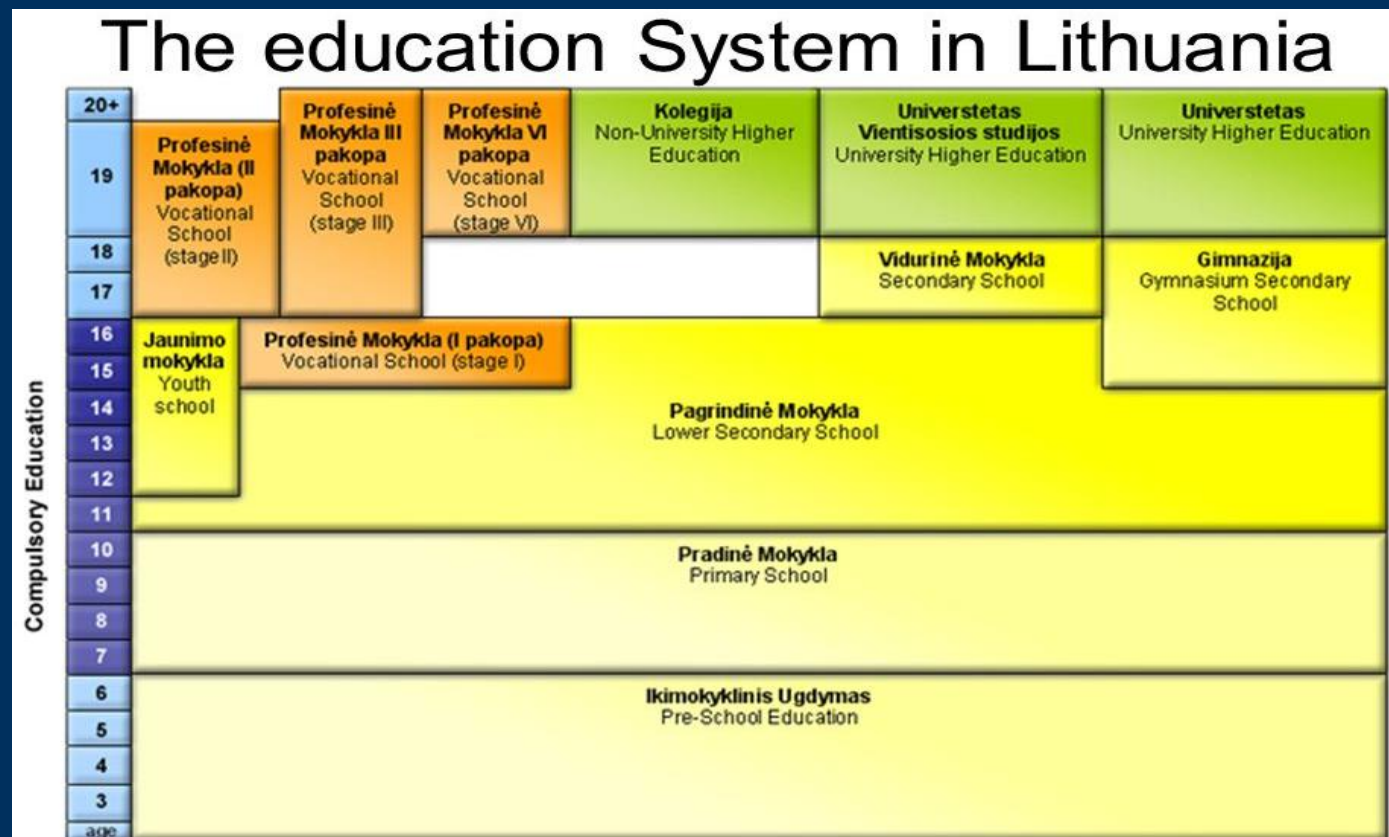 The education System in Lithuania
20+
19
18
17
16
15
14
13
12
11
10
9
8
7
6
5
4
3
age
Compulsory Education
Profesinė
Mokykla (II
pakopa)
Vocational
School
(stage II)
Profesinė
Mokykla III
pakopa
Vocational
School
(stage III)
Profesinė
Mokykla VI
pakopa
Vocational
School
(stage VI)
Kolegija
Non-University Higher
Education
Universtetas
Vientisosios studijos
University Higher Education
Universtetas
University Higher Education
Vidurinė Mokykla
Secondary School
Gimnazija
Gymnasium Secondary
School
Jaunimo
mokykla
Youth
school
Profesinė Mokykla (I pakopa)
Vocational School (stage I)
Pagrindinė Mokykla
Lower Secondary School
Pradinė Mokykla
Primary School
Ikimokyklinis Ugdymas
Pre-School Education